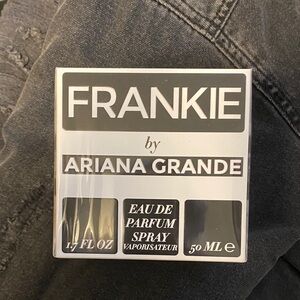 FRANKIE
by
ARIANA GRANDE
EAU DE
PARFUM
SPRAY
VAPORISATEUR
1.7 FL OZ
50 ML e